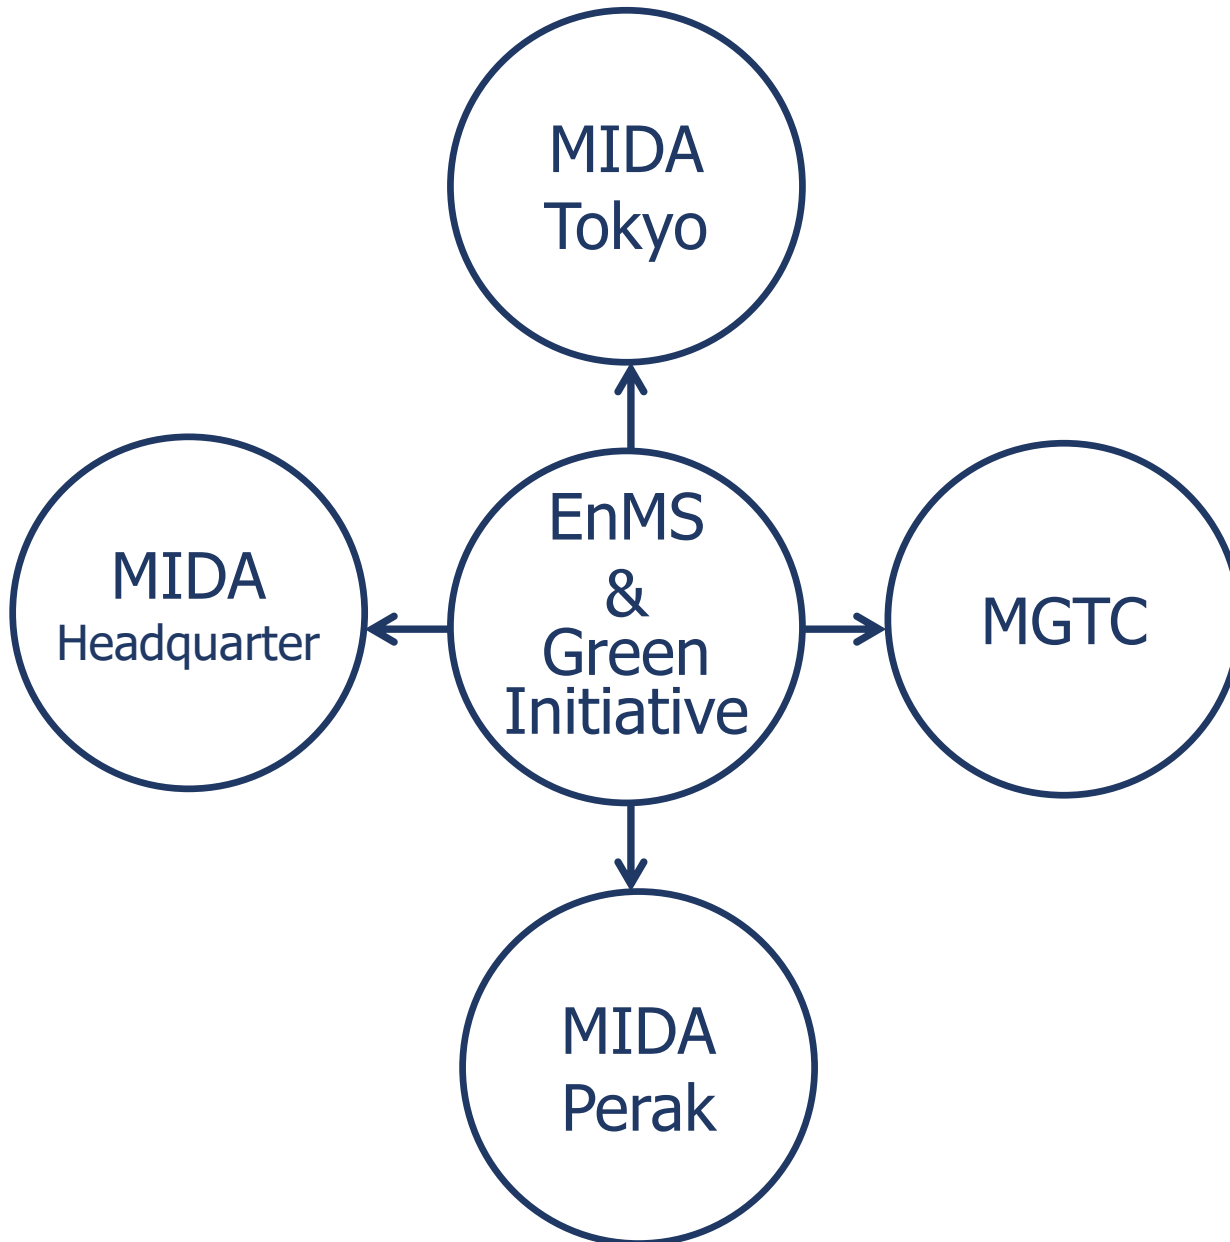 MIDA
Tokyo
MIDA
Headquarter
EnMS
&
Green
Initiative
MGTC
MIDA
Perak